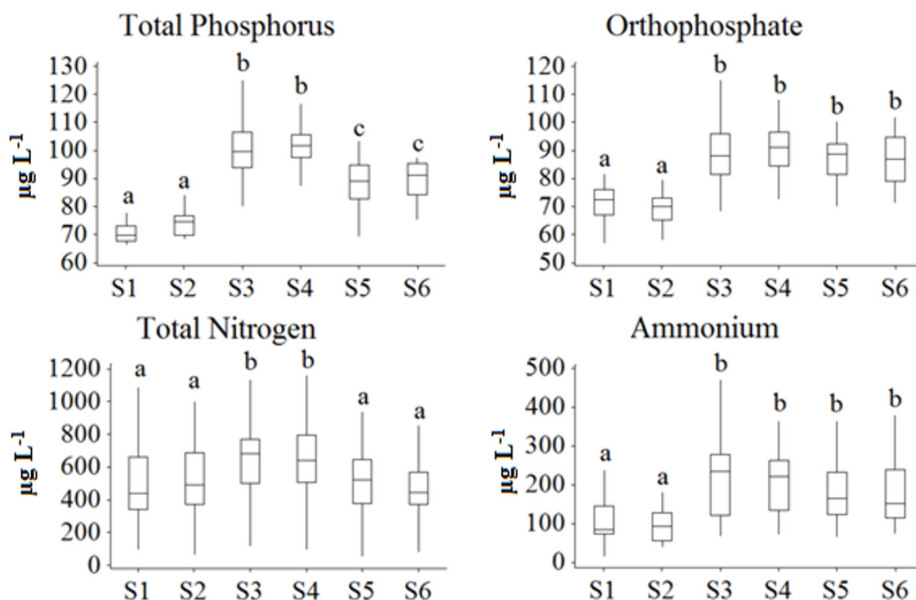 Total Phosphorus
130
120
110
100
90
80
70
60
µg L-1
a a b b c c
S1 S2 S3 S4 S5 S6
Orthophosphate
120
110
100
90
80
70
60
50
µg L-1
a a b b b b
S1 S2 S3 S4 S5 S6
Total Nitrogen
1200
1000
800
600
400
200
0
µg L-1
a a b b a a
S1 S2 S3 S4 S5 S6
Ammonium
500
400
300
200
100
0
µg L-1
a a b b b b
S1 S2 S3 S4 S5 S6